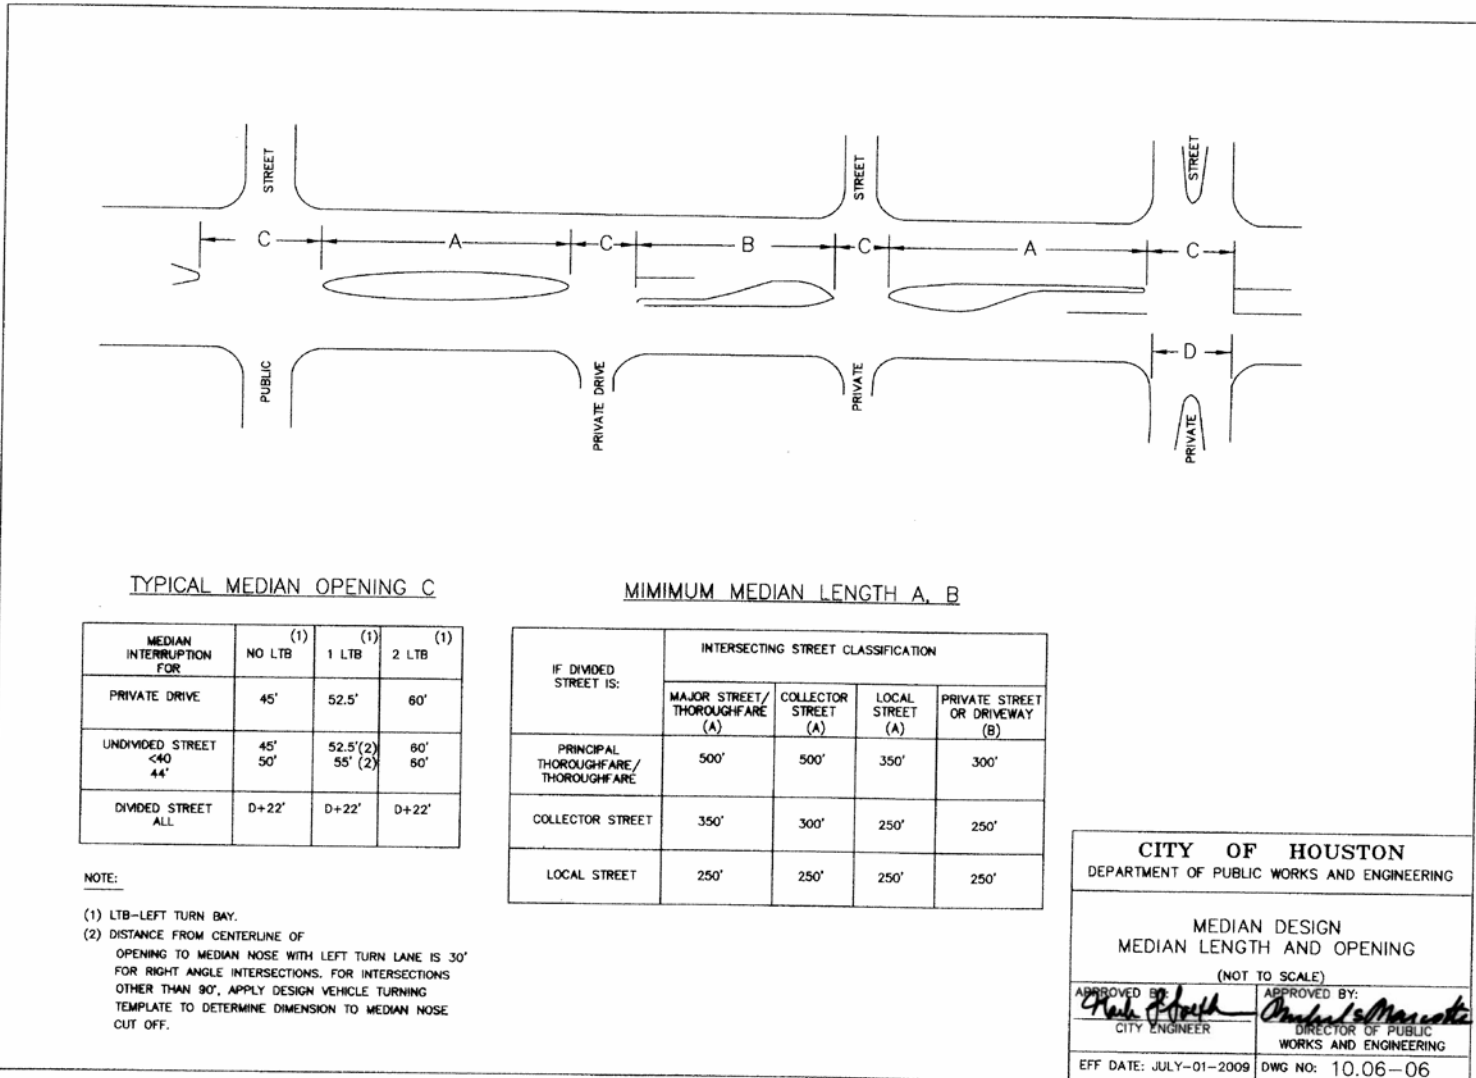 STREET
STREET
STREET
C
A
C
B
C
A
C
D
PUBLIC
PRIVATE DRIVE
PRIVATE
PRIVATE
TYPICAL MEDIAN OPENING C
MEDIAN INTERRUPTION FOR
NO LTB (1)
1 LTB (1)
2 LTB (1)
PRIVATE DRIVE 45' 52.5' 60'
UNDIVIDED STREET 45' 52.5'(2) 60'
<40 50' 55' (2) 60'
44'
DIVIDED STREET D+22' D+22' D+22'
ALL
NOTE:
(1) LTB-LEFT TURN BAY.
(2) DISTANCE FROM CENTERLINE OF
OPENING TO MEDIAN NOSE WITH LEFT TURN LANE IS 30'
FOR RIGHT ANGLE INTERSECTIONS. FOR INTERSECTIONS
OTHER THAN 90°, APPLY DESIGN VEHICLE TURNING
TEMPLATE TO DETERMINE DIMENSION TO MEDIAN NOSE
CUT OFF.
MIMIMUM MEDIAN LENGTH A, B
IF DIVIDED
STREET IS:
INTERSECTING STREET CLASSIFICATION
MAJOR STREET/
THOROUGHFARE
(A)
COLLECTOR
STREET
(A)
LOCAL
STREET
(A)
PRIVATE STREET
OR DRIVEWAY
(B)
PRINCIPAL
THOROUGHFARE/
THOROUGHFARE
500' 500' 350' 300'
COLLECTOR STREET 350' 300' 250' 250'
LOCAL STREET 250' 250' 250' 250'
CITY OF HOUSTON
DEPARTMENT OF PUBLIC WORKS AND ENGINEERING
MEDIAN DESIGN
MEDIAN LENGTH AND OPENING
(NOT TO SCALE)
APPROVED BY:
CITY ENGINEER
APPROVED BY:
DIRECTOR OF PUBLIC
WORKS AND ENGINEERING
EFF DATE: JULY-01-2009
DWG NO: 10.06-06